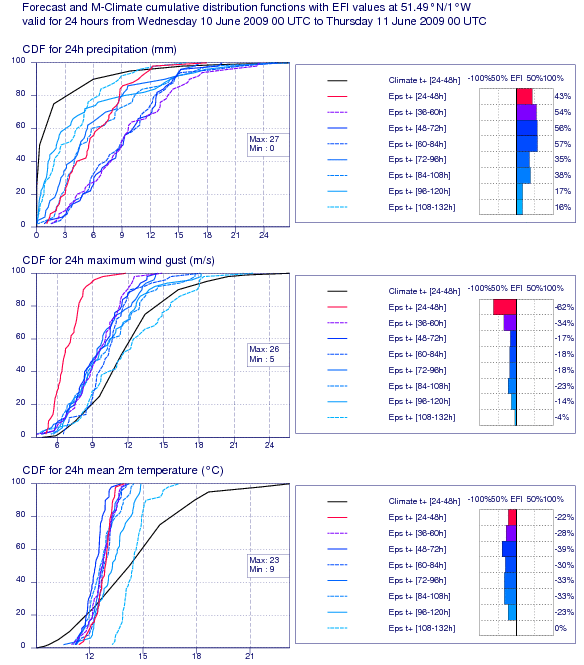 Forecast and M-Climate cumulative distribution functions with EFI values at 51.49°N/1°W
valid for 24 hours from Wednesday 10 June 2009 00 UTC to Thursday 11 June 2009 00 UTC
CDF for 24h precipitation (mm)
100
80
60
40
20
0
0 3 6 9 12 15 18 21 24
Max: 27
Min : 0
-100%50% EFI 50%100%
Climate t+ [24-48h]
Eps t+ [24-48h] 43%
Eps t+ [36-60h] 54%
Eps t+ [48-72h] 56%
Eps t+ [60-84h] 57%
Eps t+ [72-96h] 35%
Eps t+ [84-108h] 38%
Eps t+ [96-120h] 17%
Eps t+ [108-132h] 16%
CDF for 24h maximum wind gust (m/s)
100
80
60
40
20
0
6 9 12 15 18 21 24
Max: 26
Min : 5
-100%50% EFI 50%100%
Climate t+ [24-48h]
Eps t+ [24-48h] -62%
Eps t+ [36-60h] -34%
Eps t+ [48-72h] -17%
Eps t+ [60-84h] -18%
Eps t+ [72-96h] -18%
Eps t+ [84-108h] -23%
Eps t+ [96-120h] -14%
Eps t+ [108-132h] -4%
CDF for 24h mean 2m temperature (°C)
100
80
60
40
20
0
12 15 18 21
Max: 23
Min : 9
-100%50% EFI 50%100%
Climate t+ [24-48h]
Eps t+ [24-48h] -22%
Eps t+ [36-60h] -28%
Eps t+ [48-72h] -39%
Eps t+ [60-84h] -30%
Eps t+ [72-96h] -33%
Eps t+ [84-108h] -33%
Eps t+ [96-120h] -23%
Eps t+ [108-132h] 0%